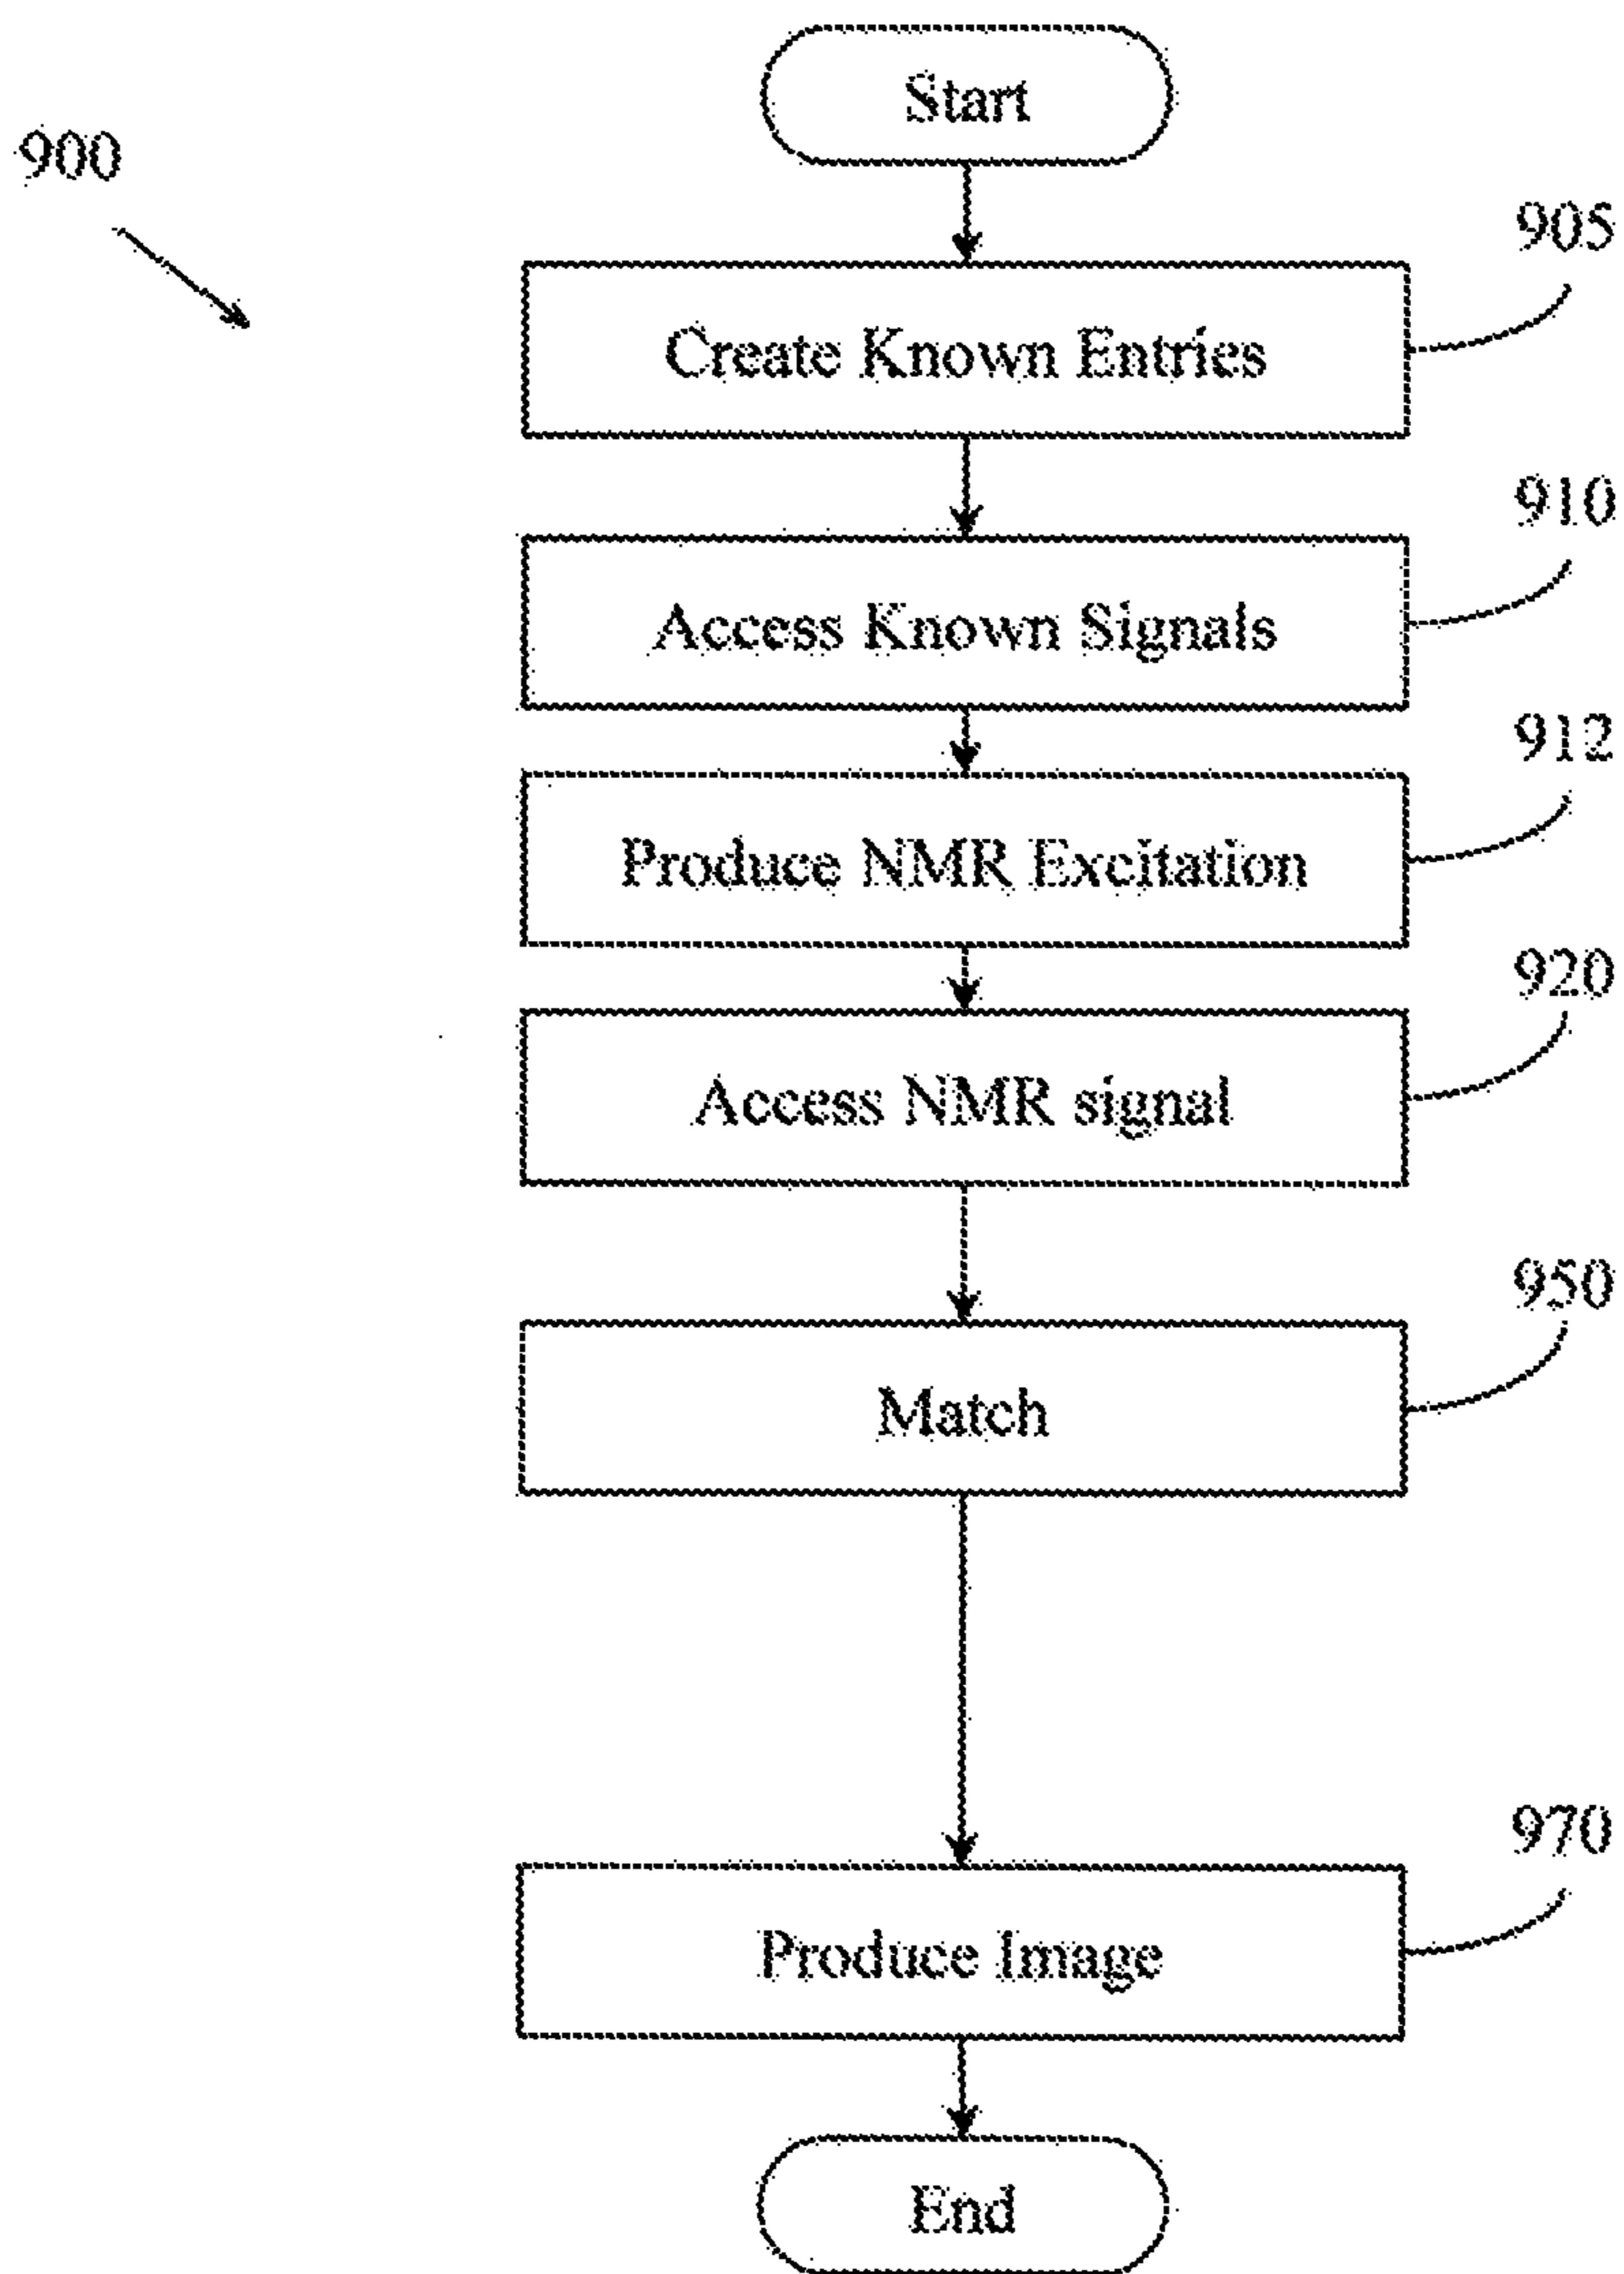 Start
900
905
Create Known Entries
910
Access Known Signals
912
Produce NMR Excitation
920
Access NMR signal
950
Match
970
Produce Image
End